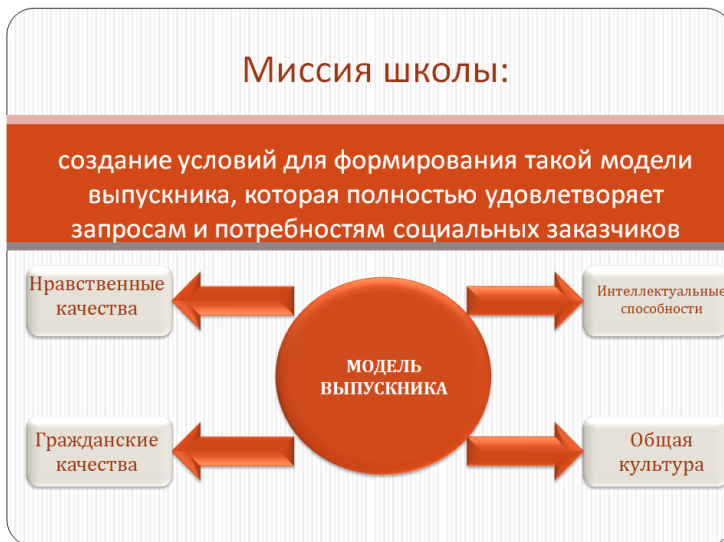 Миссия школы:
создание условий для формирования такой модели
выпускника, которая полностью удовлетворяет
запросам и потребностям социальных заказчиков
Нравственные
качества
Интеллектуальные
способности
МОДЕЛЬ
ВЫПУСКНИКА
Гражданские
качества
Общая
культура